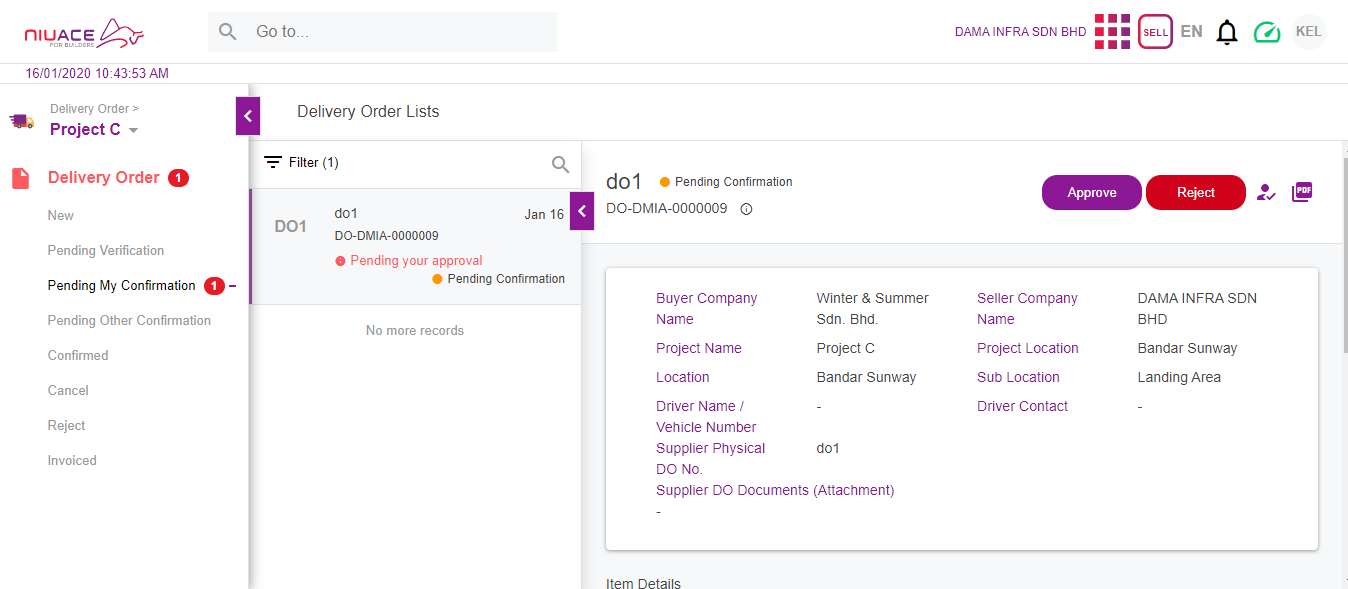 NIUACE
FOR BUILDERS
Go to...
DAMA INFRA SDN BHD
SELL
EN
KEL
16/01/2020 10:43:53 AM
Delivery Order >
Project C
Delivery Order 1
New
Pending Verification
Pending My Confirmation 1
Pending Other Confirmation
Confirmed
Cancel
Reject
Invoiced
Delivery Order Lists
Filter (1)
DO1
do1
Jan 16
DO-DMIA-0000009
Pending your approval
Pending Confirmation
No more records
do1
Pending Confirmation
DO-DMIA-0000009
Approve
Reject
PDF
Buyer Company
Name
Winter & Summer
Sdn. Bhd.
Seller Company
Name
DAMA INFRA SDN
BHD
Project Name
Project C
Project Location
Bandar Sunway
Location
Bandar Sunway
Sub Location
Landing Area
Driver Name /
Vehicle Number
-
Driver Contact
-
Supplier Physical
DO No.
do1
Supplier DO Documents (Attachment)
-
Item Details